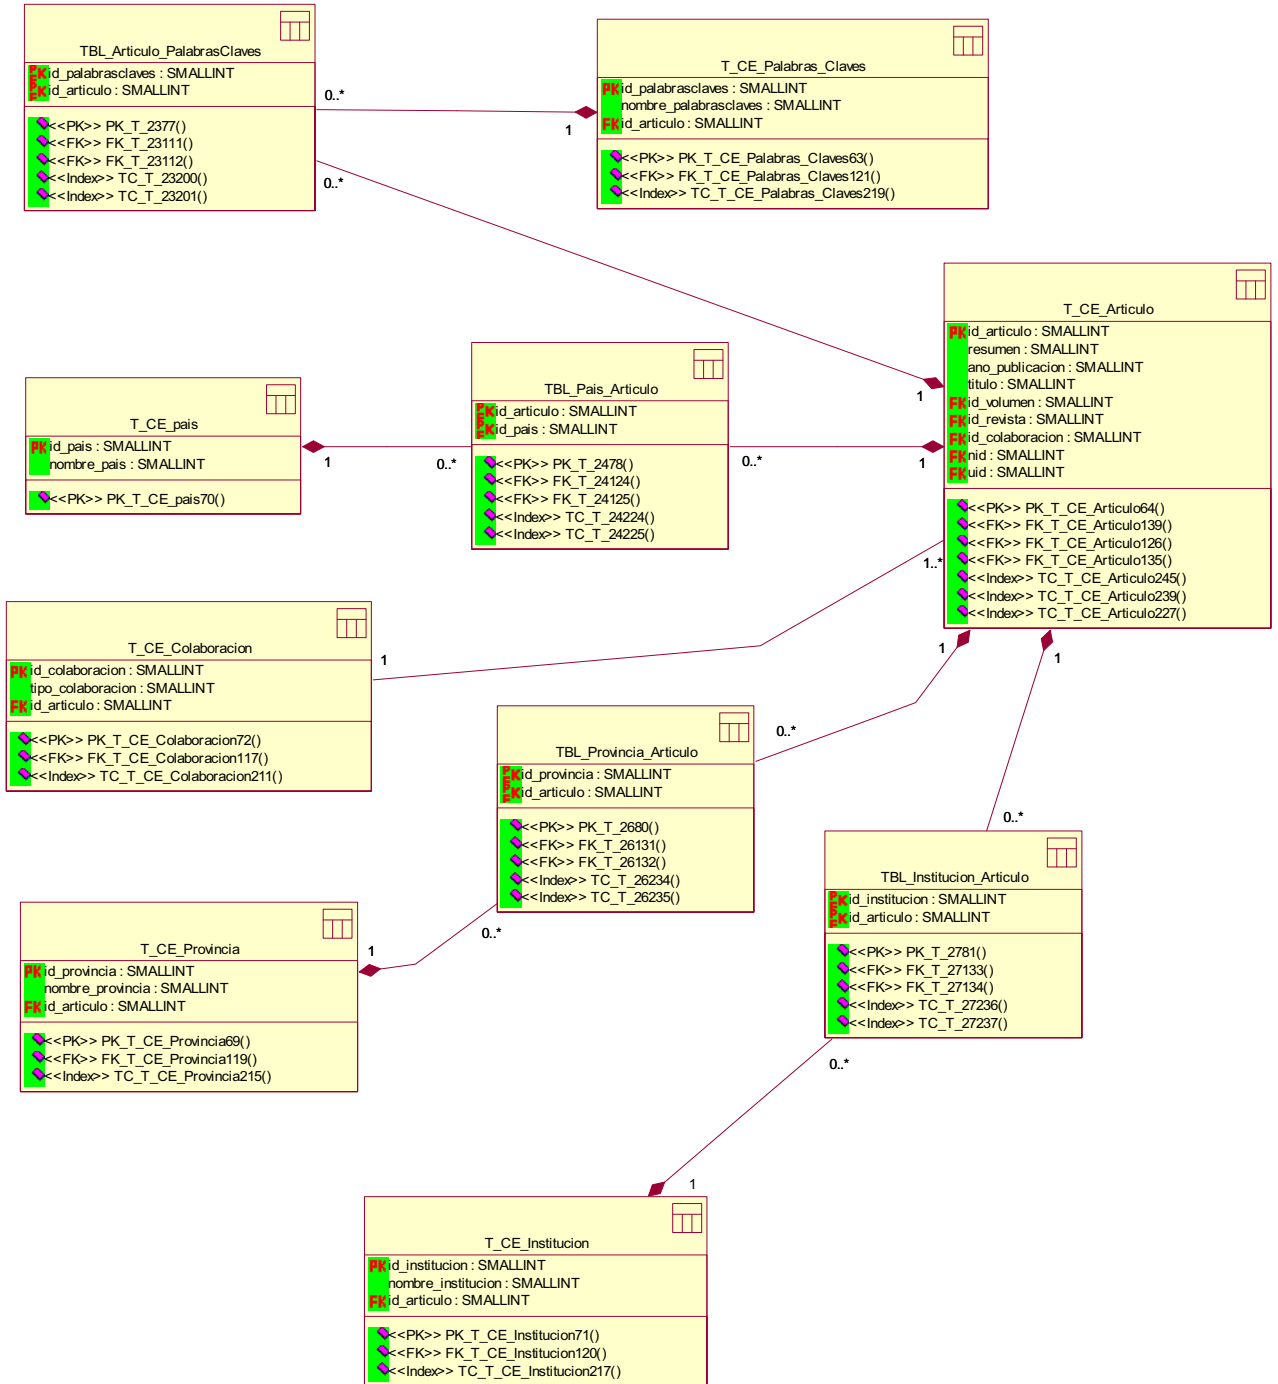 TBL_Articulo_PalabrasClaves
PK id_palabrasclaves : SMALLINT
id_articulo : SMALLINT
<<PK>> PK_T_2377()
<<FK>> FK_T_23111()
<<FK>> FK_T_23112()
<<Index>> TC_T_23200()
<<Index>> TC_T_23201()
0..*
1
0..*
T_CE_Palabras_Claves
PK id_palabrasclaves : SMALLINT
nombre_palabrasclaves : SMALLINT
FK id_articulo : SMALLINT
<<PK>> PK_T_CE_Palabras_Claves63()
<<FK>> FK_T_CE_Palabras_Claves121()
<<Index>> TC_T_CE_Palabras_Claves219()
T_CE_Articulo
PK id_articulo : SMALLINT
resumen : SMALLINT
ano_publicacion : SMALLINT
titulo : SMALLINT
FK id_volumen : SMALLINT
FK id_revista : SMALLINT
FK id_colaboracion : SMALLINT
FK nid : SMALLINT
FK uid : SMALLINT
<<PK>> PK_T_CE_Articulo64()
<<FK>> FK_T_CE_Articulo139()
<<FK>> FK_T_CE_Articulo126()
<<FK>> FK_T_CE_Articulo135()
<<Index>> TC_T_CE_Articulo245()
<<Index>> TC_T_CE_Articulo239()
<<Index>> TC_T_CE_Articulo227()
1
TBL_Pais_Articulo
id_articulo : SMALLINT
id_pais : SMALLINT
<<PK>> PK_T_2478()
<<FK>> FK_T_24124()
<<FK>> FK_T_24125()
<<Index>> TC_T_24224()
<<Index>> TC_T_24225()
T_CE_pais
PK id_pais : SMALLINT
nombre_pais : SMALLINT
<<PK>> PK_T_CE_pais70()
1
0..*
0..*
1
1..*
T_CE_Colaboracion
PK id_colaboracion : SMALLINT
tipo_colaboracion : SMALLINT
FK id_articulo : SMALLINT
<<PK>> PK_T_CE_Colaboracion72()
<<FK>> FK_T_CE_Colaboracion117()
<<Index>> TC_T_CE_Colaboracion211()
1
1
1
TBL_Provincia_Articulo
id_provincia : SMALLINT
id_articulo : SMALLINT
<<PK>> PK_T_2680()
<<FK>> FK_T_26131()
<<FK>> FK_T_26132()
<<Index>> TC_T_26234()
<<Index>> TC_T_26235()
0..*
0..*
TBL_Institucion_Articulo
id_institucion : SMALLINT
id_articulo : SMALLINT
<<PK>> PK_T_2781()
<<FK>> FK_T_27133()
<<FK>> FK_T_27134()
<<Index>> TC_T_27236()
<<Index>> TC_T_27237()
T_CE_Provincia
PK id_provincia : SMALLINT
nombre_provincia : SMALLINT
FK id_articulo : SMALLINT
<<PK>> PK_T_CE_Provincia69()
<<FK>> FK_T_CE_Provincia119()
<<Index>> TC_T_CE_Provincia215()
1
0..*
0..*
1
T_CE_Institucion
PK id_institucion : SMALLINT
nombre_institucion : SMALLINT
FK id_articulo : SMALLINT
<<PK>> PK_T_CE_Institucion71()
<<FK>> FK_T_CE_Institucion120()
<<Index>> TC_T_CE_Institucion217()